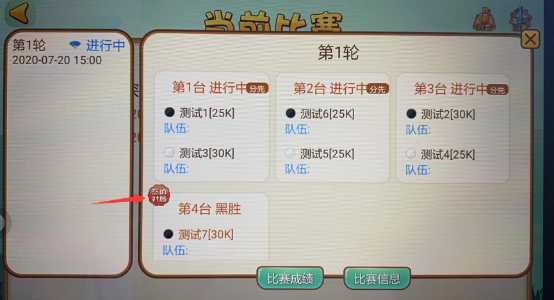 当前比赛
第1轮 进行中
2020-07-20 15:00
第1轮
第1台 进行中 分先
测试1[25K]
队伍:
测试3[30K]
队伍:
第2台 进行中 分先
测试6[25K]
队伍:
测试5[25K]
队伍:
第3台 进行中 分先
测试2[30K]
队伍:
测试4[25K]
队伍:
第4台 黑胜
测试7[30K]
队伍:
比赛成绩
比赛信息